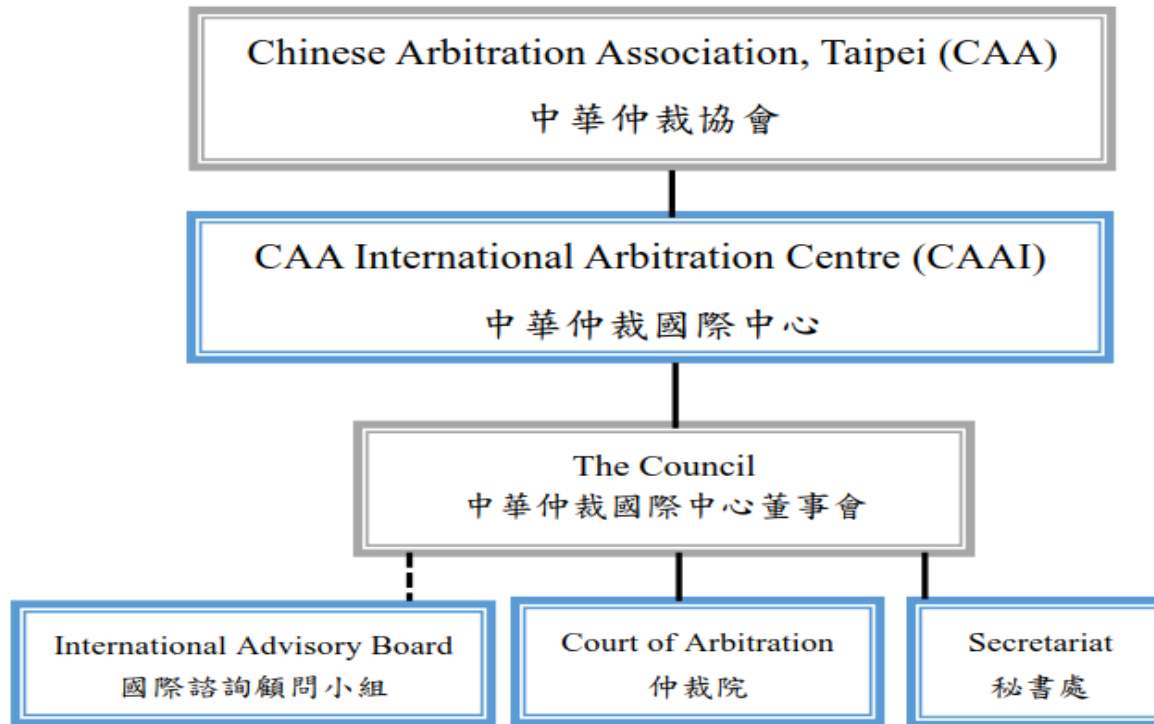 Chinese Arbitration Association, Taipei (CAA)
中華仲裁協會
CAA International Arbitration Centre (CAAI)
中華仲裁國際中心
The Council
中華仲裁國際中心董事會
International Advisory Board
國際諮詢顧問小組
Court of Arbitration
仲裁院
Secretariat
秘書處